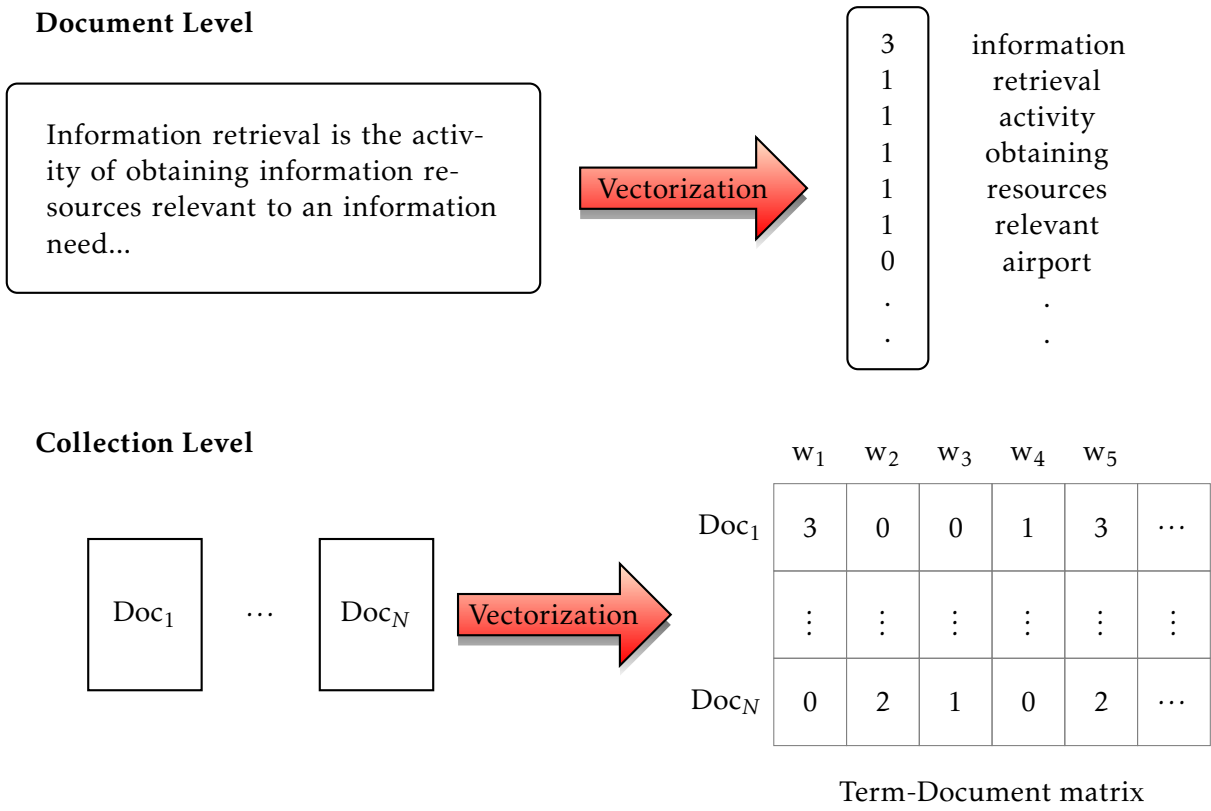 Document Level
Information retrieval is the activ-
ity of obtaining information re-
sources relevant to an information
need...
Vectorization
3 information
1 retrieval
1 activity
1 obtaining
1 resources
1 relevant
0 airport
. .
. .
Collection Level
Doc₁ ⋯ Doc_N
Vectorization
w₁ w₂ w₃ w₄ w₅
Doc₁ 3 0 0 1 3 ⋯
⋮ ⋮ ⋮ ⋮ ⋮ ⋮
Doc_N 0 2 1 0 2 ⋯
Term-Document matrix